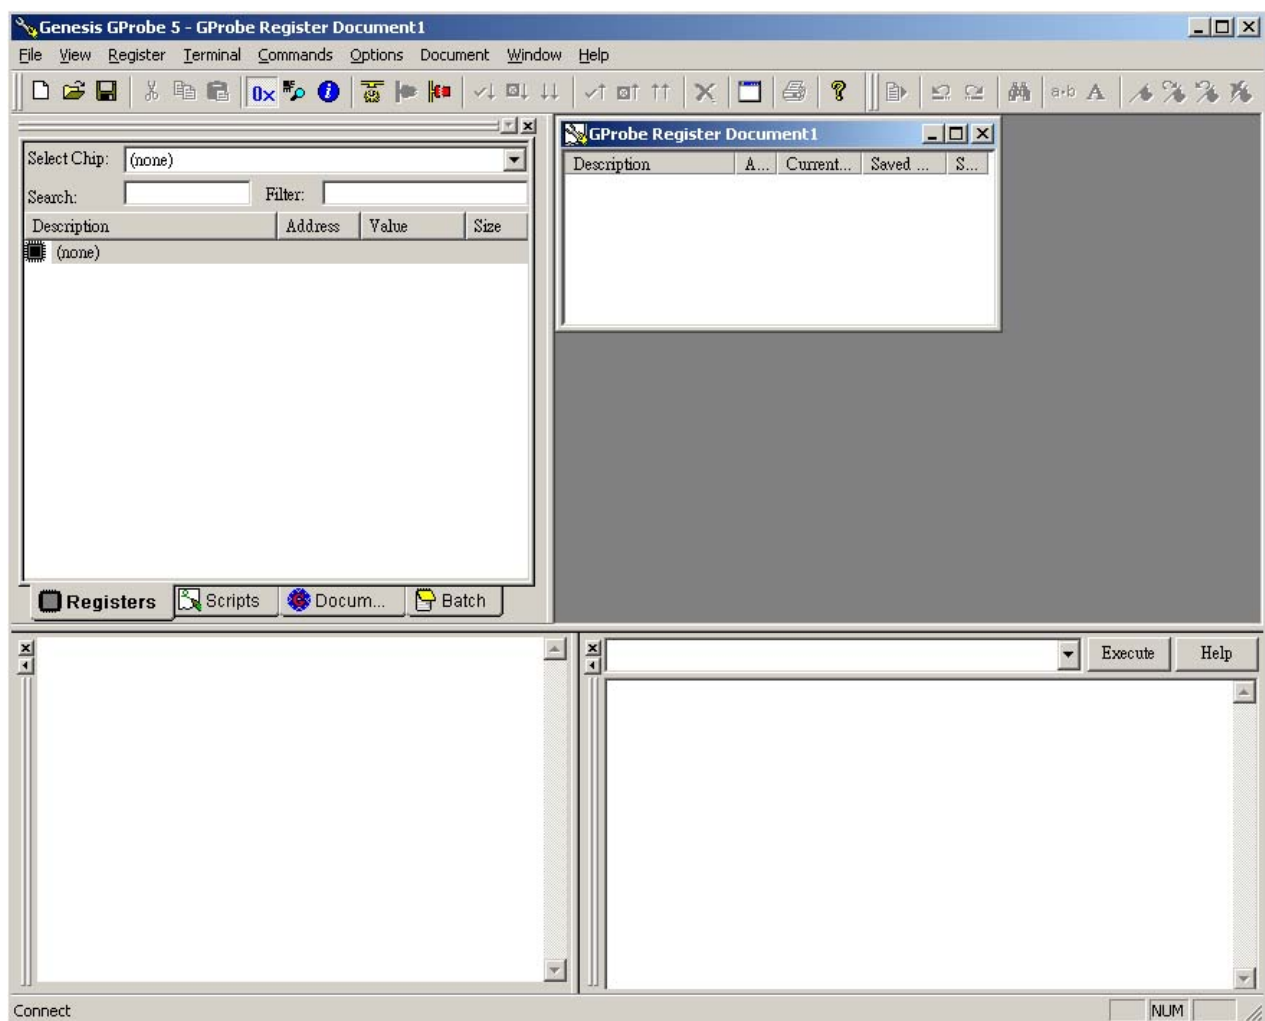 Genesis GProbe 5 - GProbe Register Document1
File View Register Terminal Commands Options Document Window Help
0x
a·b A
Select Chip: (none)
Search: Filter:
Description Address Value Size
(none)
Registers Scripts Docum... Batch
GProbe Register Document1
Description A... Current... Saved ... S...
Execute Help
Connect NUM